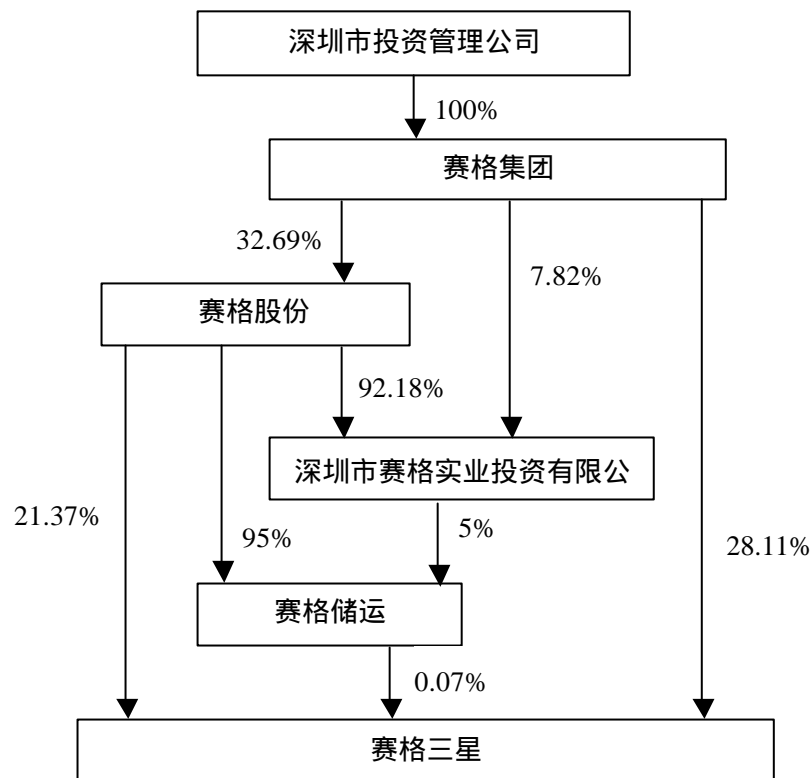 深圳市投资管理公司
100%
赛格集团
32.69%
7.82%
赛格股份
92.18%
深圳市赛格实业投资有限公
21.37%
95%
5%
28.11%
赛格储运
0.07%
赛格三星